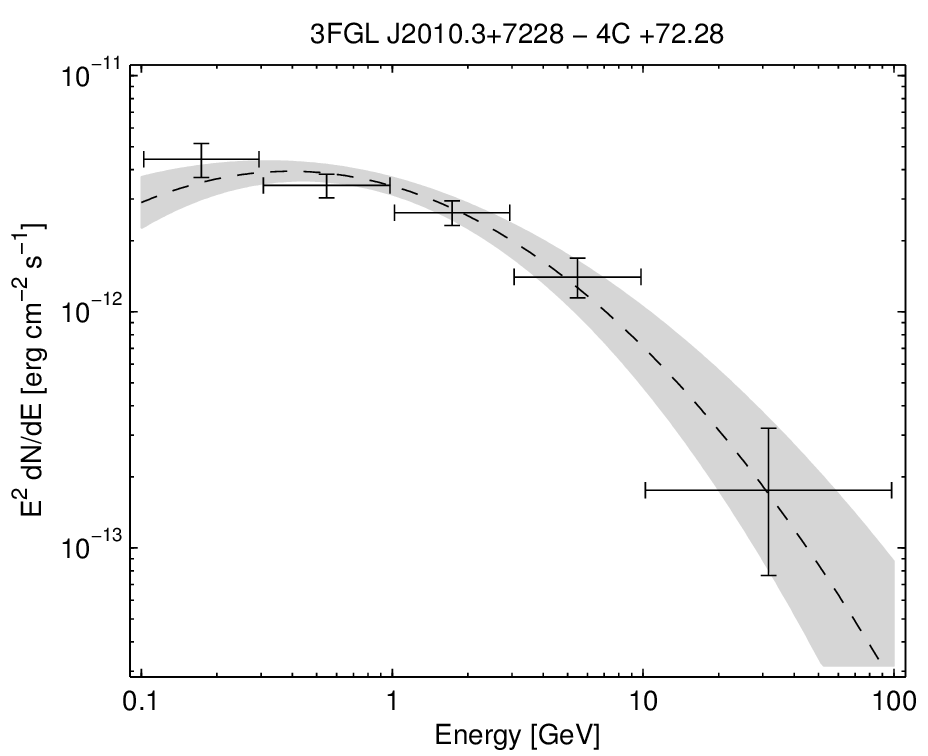 3FGL J2010.3+7228 − 4C +72.28
10⁻¹¹
10⁻¹²
10⁻¹³
E² dN/dE [erg cm⁻² s⁻¹]
0.1 1 10 100
Energy [GeV]